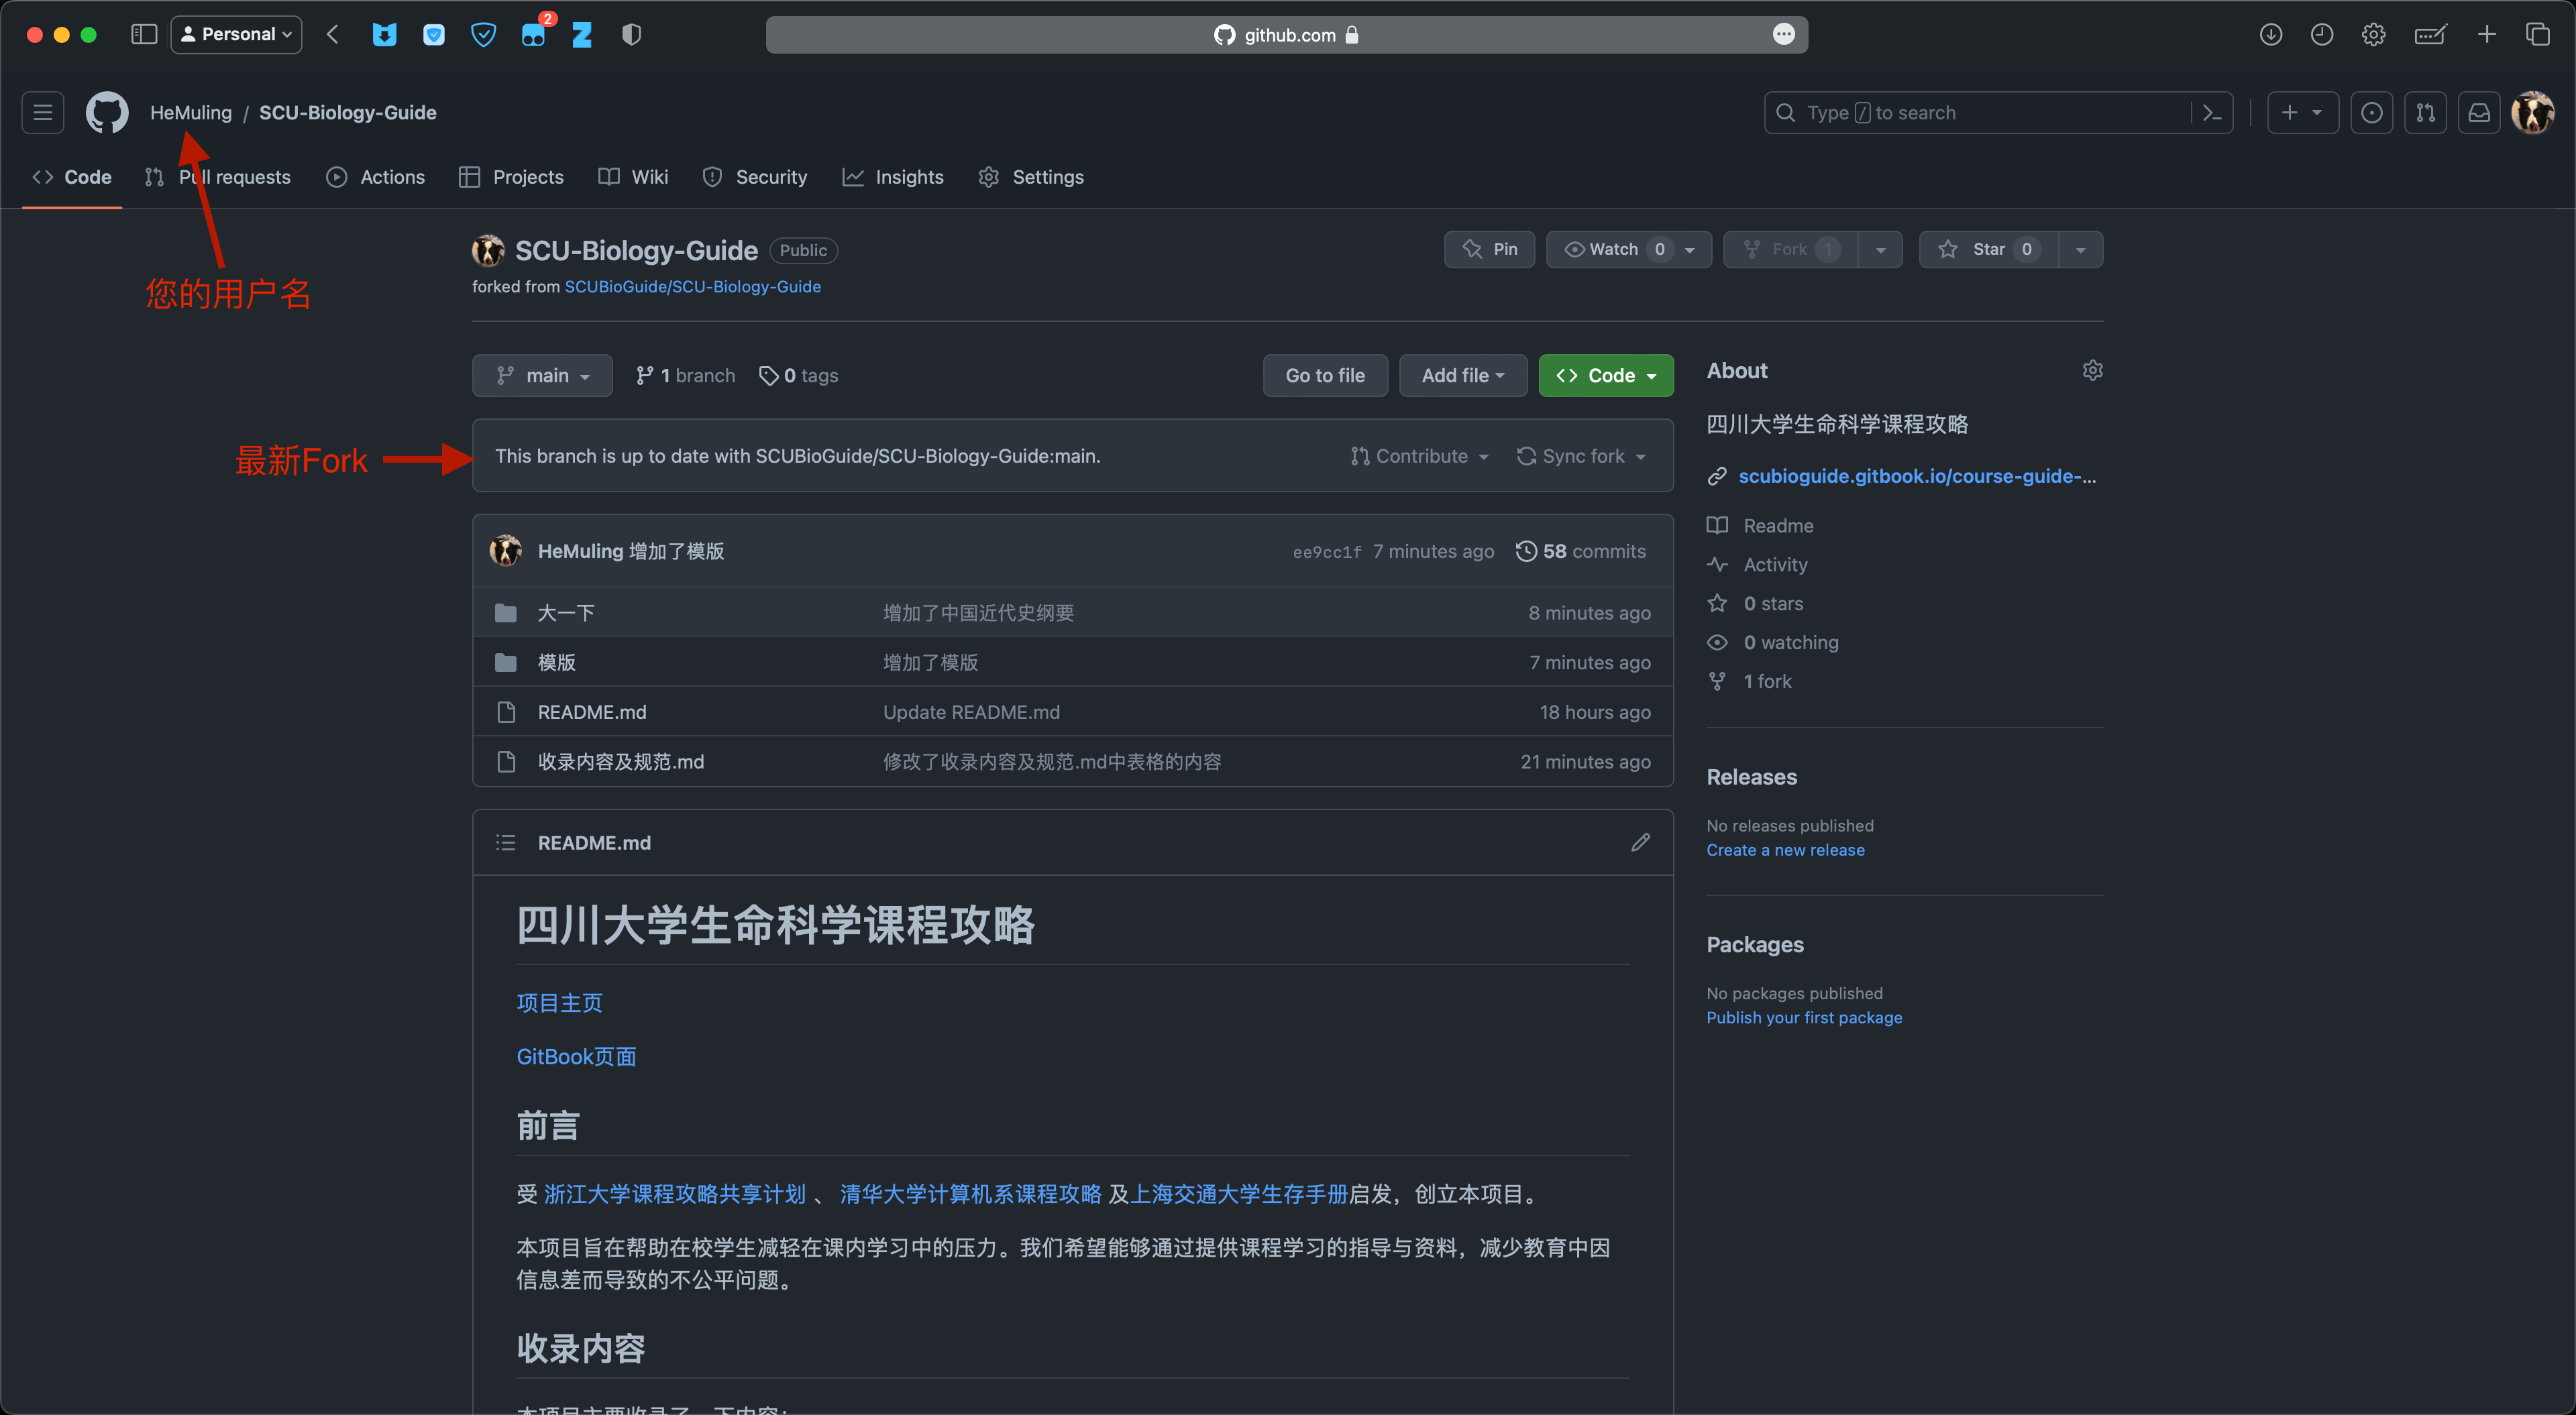 Personal
2
github.com
HeMuling / SCU-Biology-Guide
Type / to search
Code
Pull requests
Actions
Projects
Wiki
Security
Insights
Settings
您的用户名
SCU-Biology-Guide Public
forked from SCUBioGuide/SCU-Biology-Guide
Pin
Watch 0
Fork 1
Star 0
main
1 branch
0 tags
Go to file
Add file
Code
最新Fork
This branch is up to date with SCUBioGuide/SCU-Biology-Guide:main.
Contribute
Sync fork
HeMuling 增加了模版
ee9cc1f 7 minutes ago
58 commits
大一下 增加了中国近代史纲要 8 minutes ago
模版 增加了模版 7 minutes ago
README.md Update README.md 18 hours ago
收录内容及规范.md 修改了收录内容及规范.md中表格的内容 21 minutes ago
README.md
四川大学生命科学课程攻略
项目主页
GitBook页面
前言
受 浙江大学课程攻略共享计划 、 清华大学计算机系课程攻略 及上海交通大学生存手册启发，创立本项目。
本项目旨在帮助在校学生减轻在课内学习中的压力。我们希望能够通过提供课程学习的指导与资料，减少教育中因
信息差而导致的不公平问题。
收录内容
About
四川大学生命科学课程攻略
scubioguide.gitbook.io/course-guide-...
Readme
Activity
0 stars
0 watching
1 fork
Releases
No releases published
Create a new release
Packages
No packages published
Publish your first package